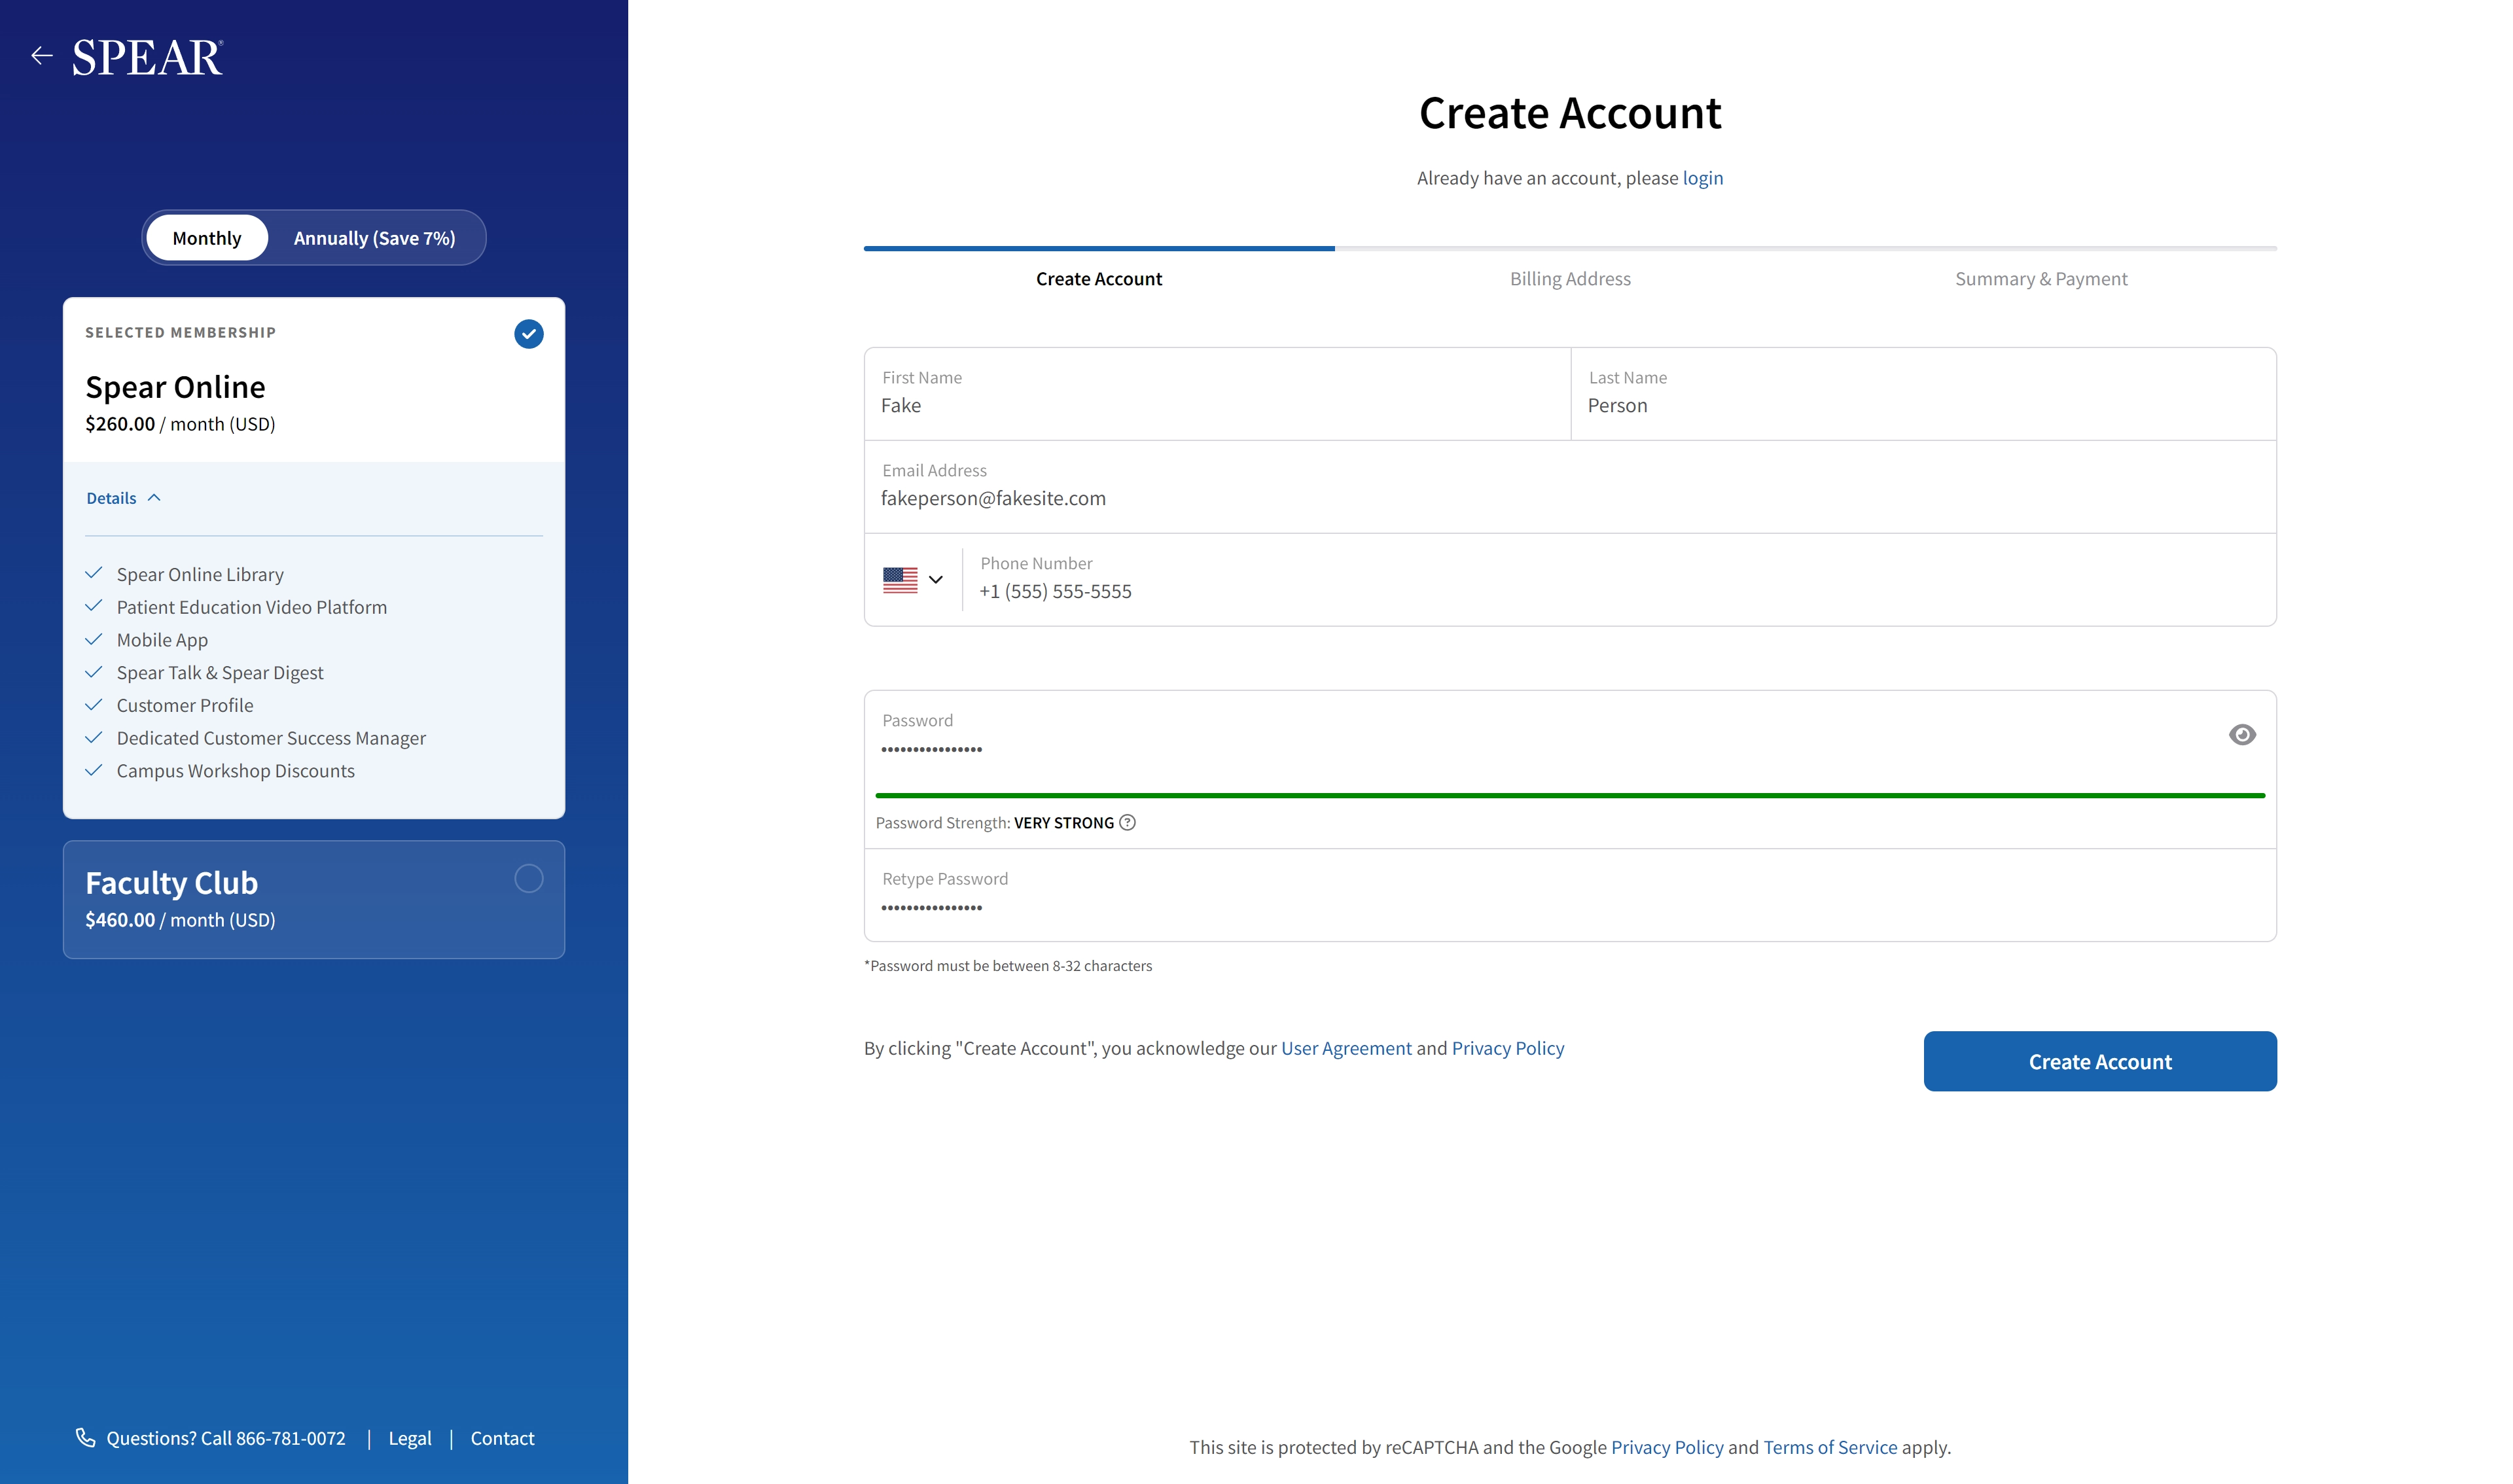 SPEAR®
Monthly
Annually (Save 7%)
SELECTED MEMBERSHIP
Spear Online
$260.00 / month (USD)
Details
Spear Online Library
Patient Education Video Platform
Mobile App
Spear Talk & Spear Digest
Customer Profile
Dedicated Customer Success Manager
Campus Workshop Discounts
Faculty Club
$460.00 / month (USD)
Questions? Call 866-781-0072 | Legal | Contact
Create Account
Already have an account, please login
Create Account
Billing Address
Summary & Payment
First Name
Fake
Last Name
Person
Email Address
fakeperson@fakesite.com
Phone Number
+1 (555) 555-5555
Password
••••••••••••••••
Password Strength: VERY STRONG ?
Retype Password
••••••••••••••••
*Password must be between 8-32 characters
By clicking "Create Account", you acknowledge our User Agreement and Privacy Policy
Create Account
This site is protected by reCAPTCHA and the Google Privacy Policy and Terms of Service apply.